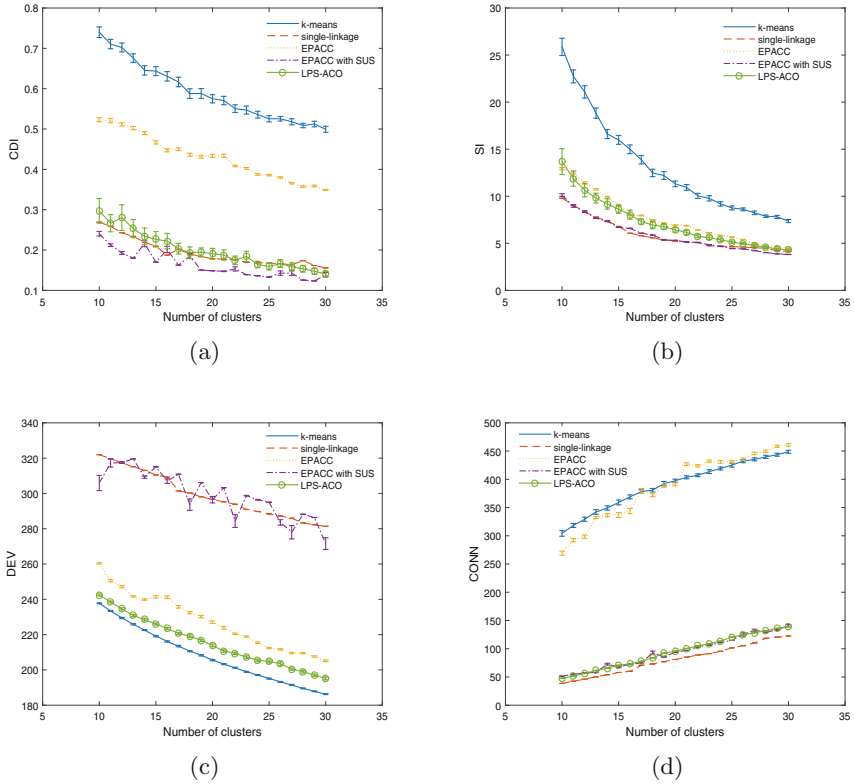 0.8
0.7
0.6
0.5
0.4
0.3
0.2
0.1
5 10 15 20 25 30 35
CDI
Number of clusters
k-means
single-linkage
EPACC
EPACC with SUS
LPS-ACO
(a)
30
25
20
15
10
5
0
5 10 15 20 25 30 35
SI
Number of clusters
k-means
single-linkage
EPACC
EPACC with SUS
LPS-ACO
(b)
340
320
300
280
260
240
220
200
180
5 10 15 20 25 30 35
DEV
Number of clusters
k-means
single-linkage
EPACC
EPACC with SUS
LPS-ACO
(c)
500
450
400
350
300
250
200
150
100
50
0
5 10 15 20 25 30 35
CONN
Number of clusters
k-means
single-linkage
EPACC
EPACC with SUS
LPS-ACO
(d)